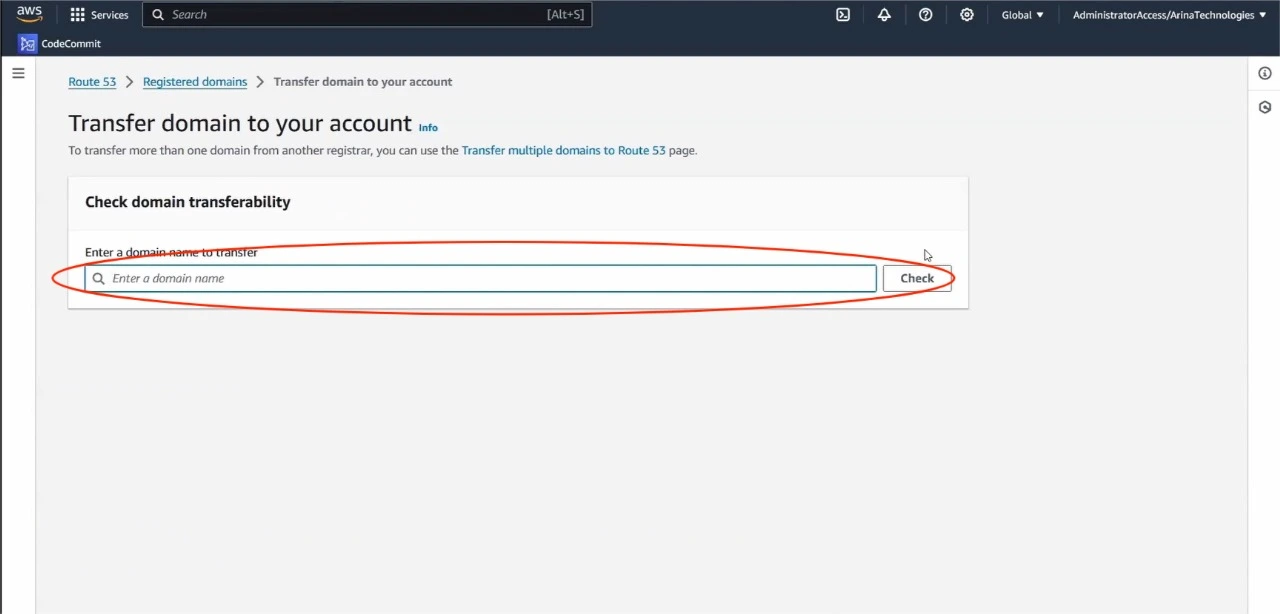 aws Services Search [Alt+S] Global AdministratorAccess/ArinaTechnologies
CodeCommit
Route 53 > Registered domains > Transfer domain to your account
Transfer domain to your account Info
To transfer more than one domain from another registrar, you can use the Transfer multiple domains to Route 53 page.
Check domain transferability
Enter a domain name to transfer
Enter a domain name Check